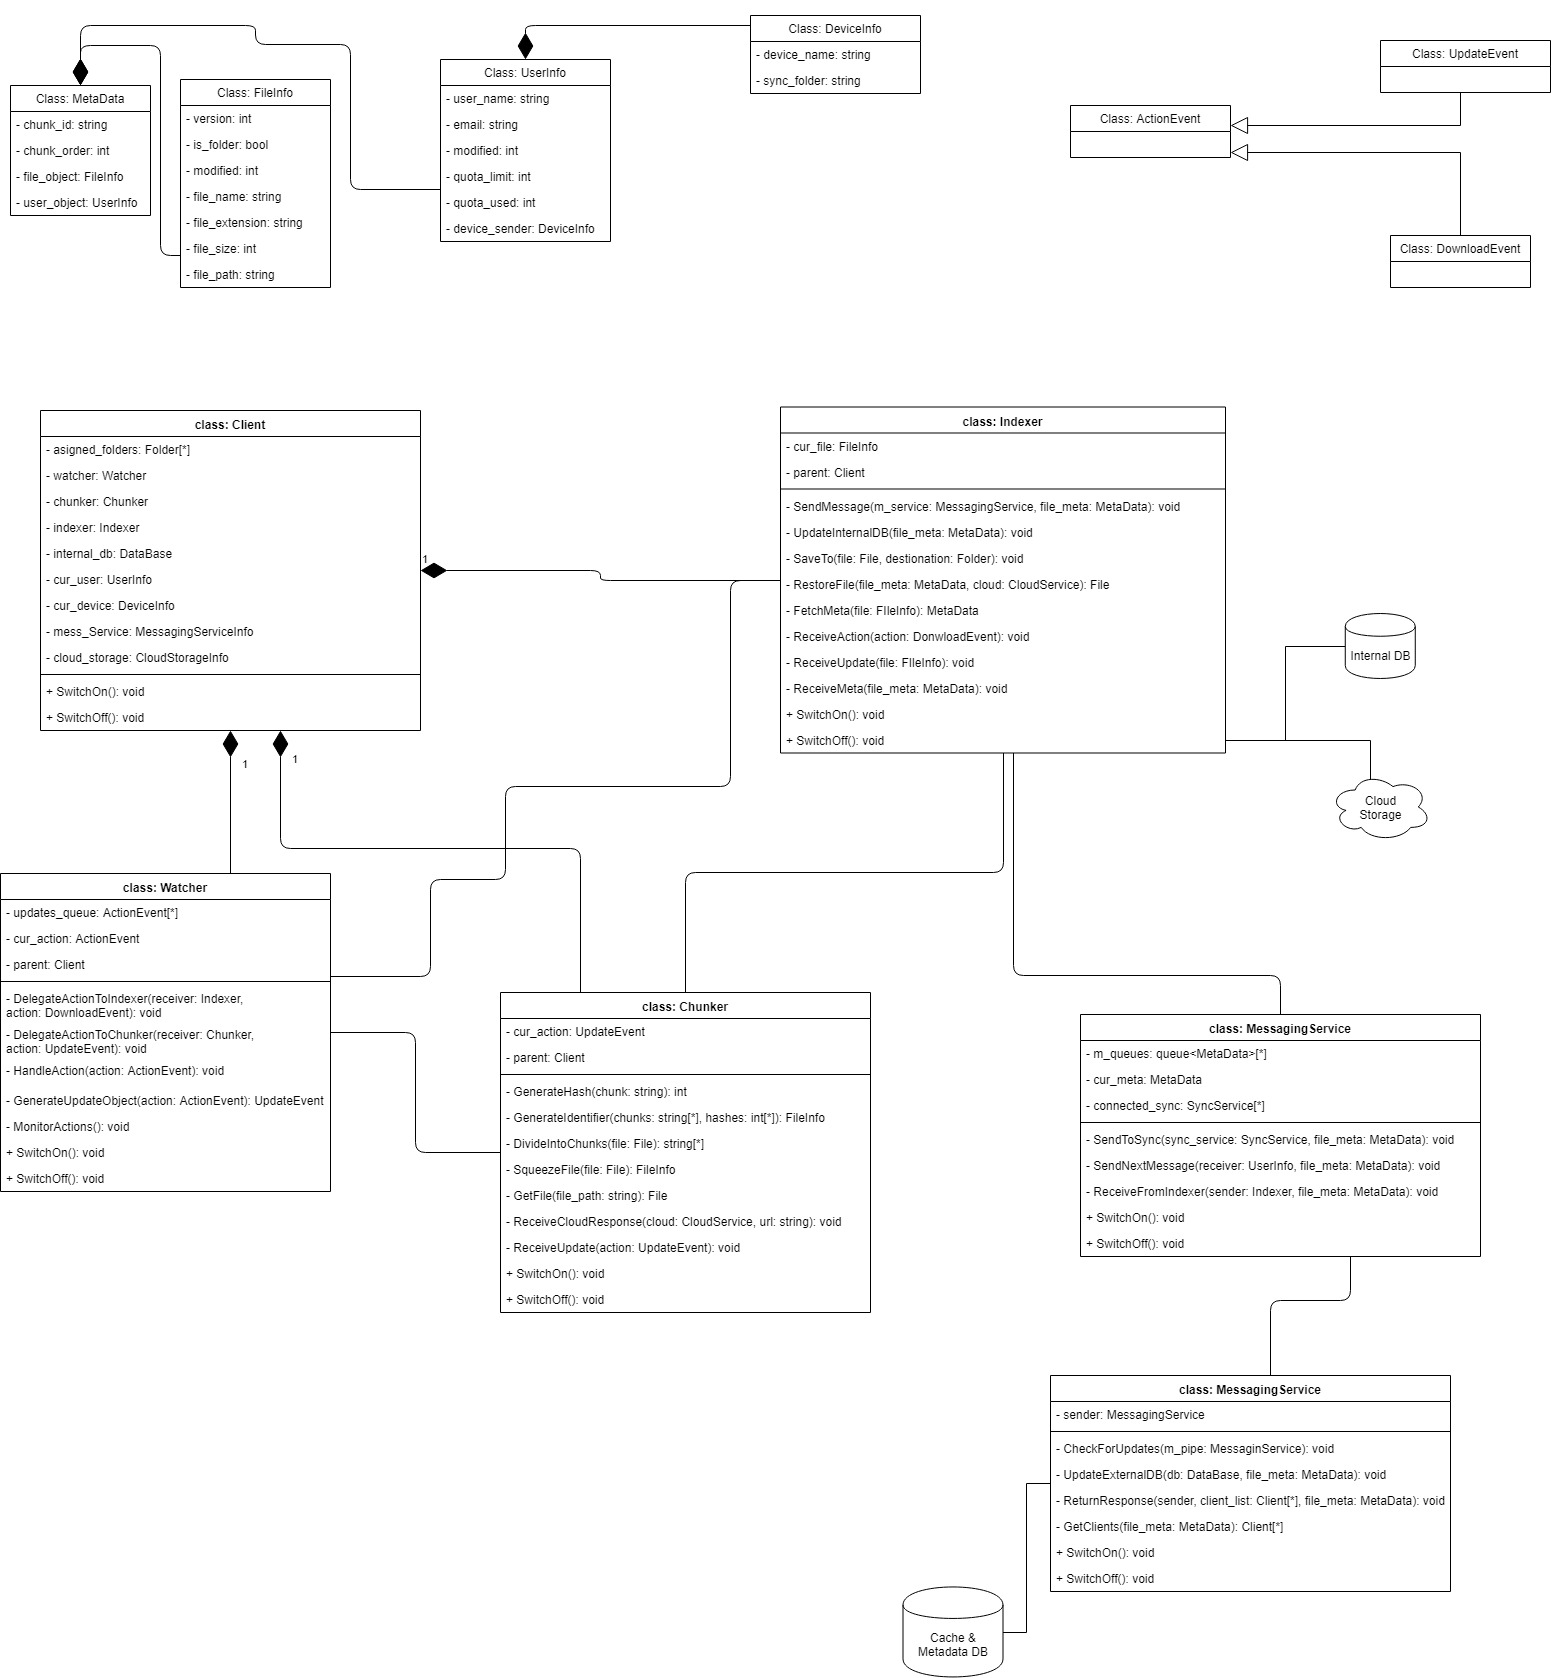 Class: MetaData
- chunk_id: string
- chunk_order: int
- file_object: FileInfo
- user_object: UserInfo
Class: FileInfo
- version: int
- is_folder: bool
- modified: int
- file_name: string
- file_extension: string
- file_size: int
- file_path: string
Class: UserInfo
- user_name: string
- email: string
- modified: int
- quota_limit: int
- quota_used: int
- device_sender: DeviceInfo
Class: DeviceInfo
- device_name: string
- sync_folder: string
Class: ActionEvent
Class: UpdateEvent
Class: DownloadEvent
class: Client
- asigned_folders: Folder[*]
- watcher: Watcher
- chunker: Chunker
- indexer: Indexer
- internal_db: DataBase
- cur_user: UserInfo
- cur_device: DeviceInfo
- mess_Service: MessagingServiceInfo
- cloud_storage: CloudStorageInfo
+ SwitchOn(): void
+ SwitchOff(): void
1
1
1
class: Indexer
- cur_file: FileInfo
- parent: Client
- SendMessage(m_service: MessagingService, file_meta: MetaData): void
- UpdateInternalDB(file_meta: MetaData): void
- SaveTo(file: File, destionation: Folder): void
- RestoreFile(file_meta: MetaData, cloud: CloudService): File
- FetchMeta(file: FIleInfo): MetaData
- ReceiveAction(action: DonwloadEvent): void
- ReceiveUpdate(file: FIleInfo): void
- ReceiveMeta(file_meta: MetaData): void
+ SwitchOn(): void
+ SwitchOff(): void
Internal DB
Cloud
Storage
class: Watcher
- updates_queue: ActionEvent[*]
- cur_action: ActionEvent
- parent: Client
- DelegateActionToIndexer(receiver: Indexer,
action: DownloadEvent): void
- DelegateActionToChunker(receiver: Chunker,
action: UpdateEvent): void
- HandleAction(action: ActionEvent): void
- GenerateUpdateObject(action: ActionEvent): UpdateEvent
- MonitorActions(): void
+ SwitchOn(): void
+ SwitchOff(): void
class: Chunker
- cur_action: UpdateEvent
- parent: Client
- GenerateHash(chunk: string): int
- GenerateIdentifier(chunks: string[*], hashes: int[*]): FileInfo
- DivideIntoChunks(file: File): string[*]
- SqueezeFile(file: File): FileInfo
- GetFile(file_path: string): File
- ReceiveCloudResponse(cloud: CloudService, url: string): void
- ReceiveUpdate(action: UpdateEvent): void
+ SwitchOn(): void
+ SwitchOff(): void
class: MessagingService
- m_queues: queue<MetaData>[*]
- cur_meta: MetaData
- connected_sync: SyncService[*]
- SendToSync(sync_service: SyncService, file_meta: MetaData): void
- SendNextMessage(receiver: UserInfo, file_meta: MetaData): void
- ReceiveFromIndexer(sender: Indexer, file_meta: MetaData): void
+ SwitchOn(): void
+ SwitchOff(): void
class: MessagingService
- sender: MessagingService
- CheckForUpdates(m_pipe: MessaginService): void
- UpdateExternalDB(db: DataBase, file_meta: MetaData): void
- ReturnResponse(sender, client_list: Client[*], file_meta: MetaData): void
- GetClients(file_meta: MetaData): Client[*]
+ SwitchOn(): void
+ SwitchOff(): void
Cache &
Metadata DB